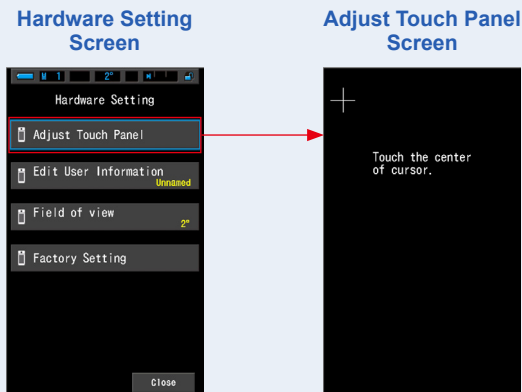 Hardware Setting
Screen
Adjust Touch Panel
Screen
M 1 2°
Hardware Setting
Adjust Touch Panel
Edit User Information
Unnamed
Field of view
2°
Factory Setting
Close
Touch the center
of cursor.